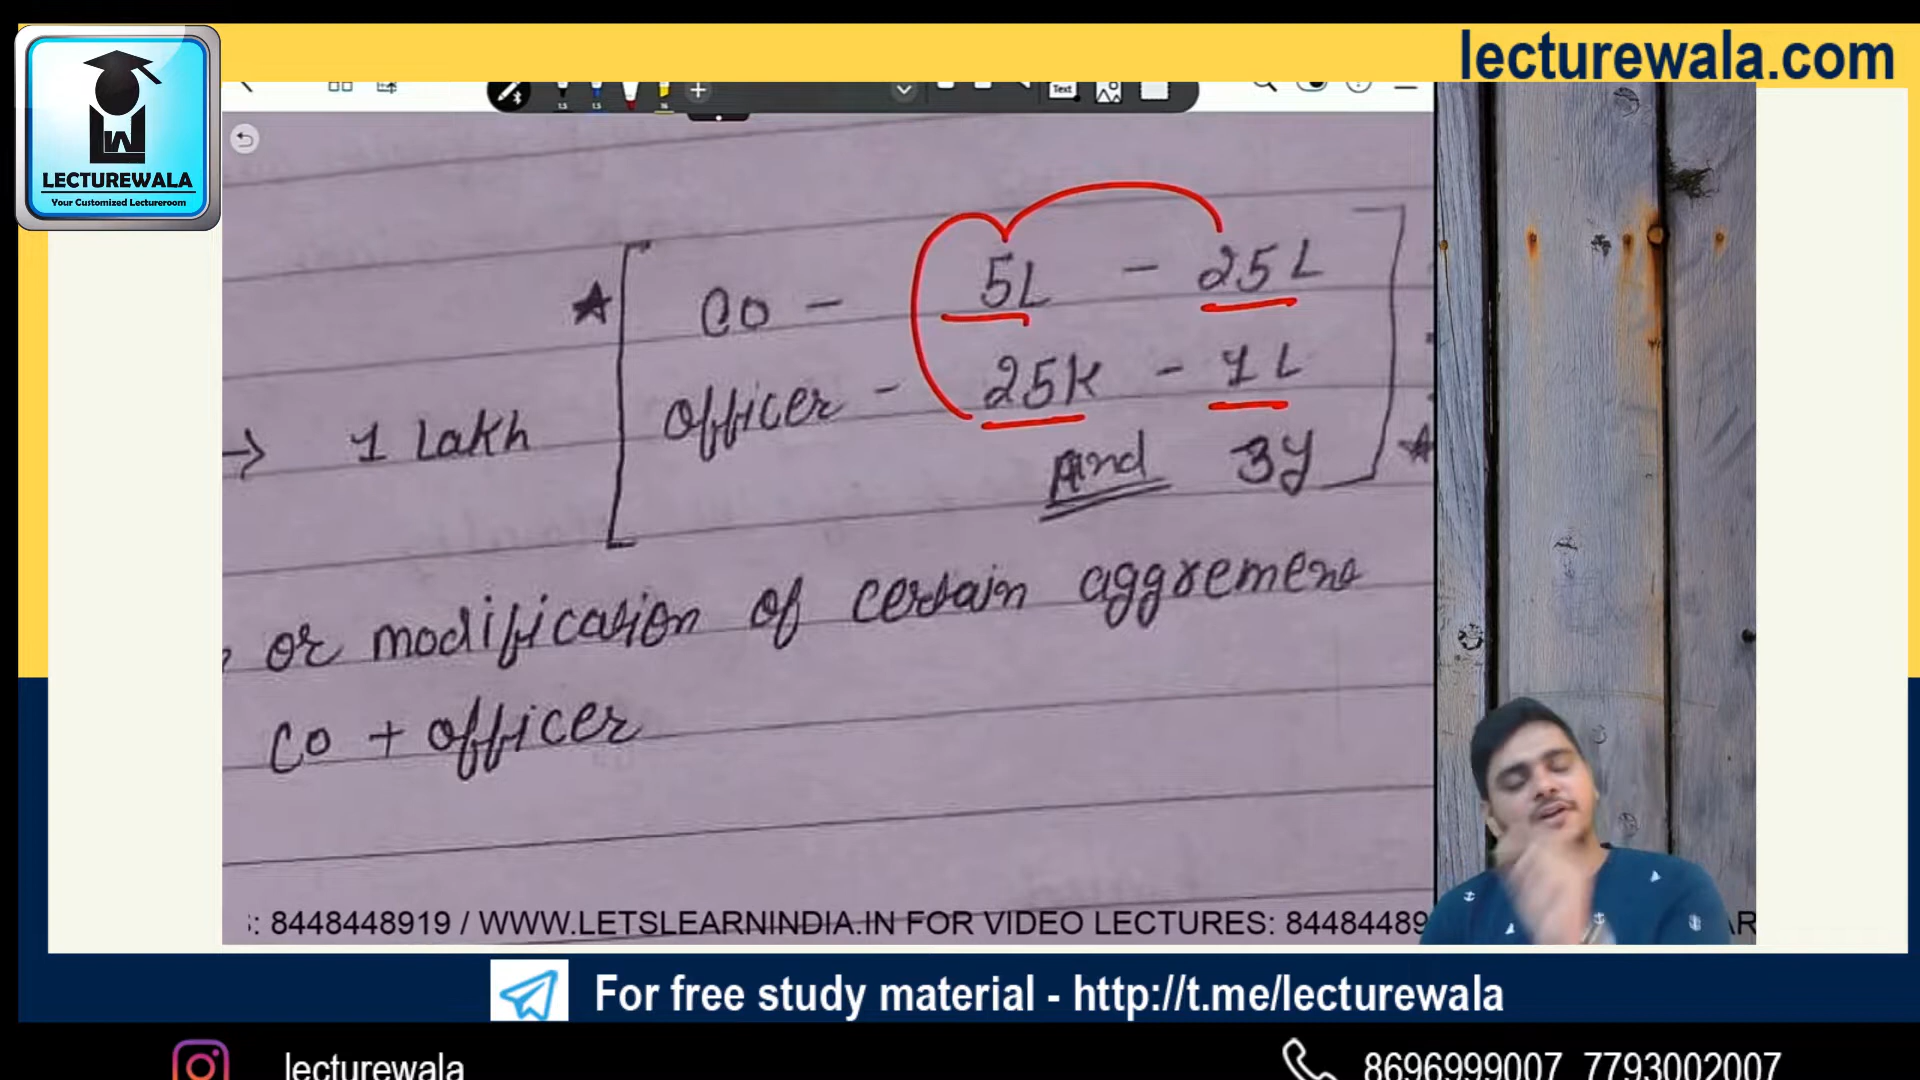 lecturewala.com
LW
LECTUREWALA
Your Customized Lectureroom
Text
★ CO - 5L - 25L
officer - 25K - 1L
→ 1 Lakh
And 3y
or modification of certain aggrement
CO + officer
: 8448448919 / WWW.LETSLEARNINDIA.IN FOR VIDEO LECTURES: 84484489
For free study material - http://t.me/lecturewala
lecturewala
8696999007 7793002007